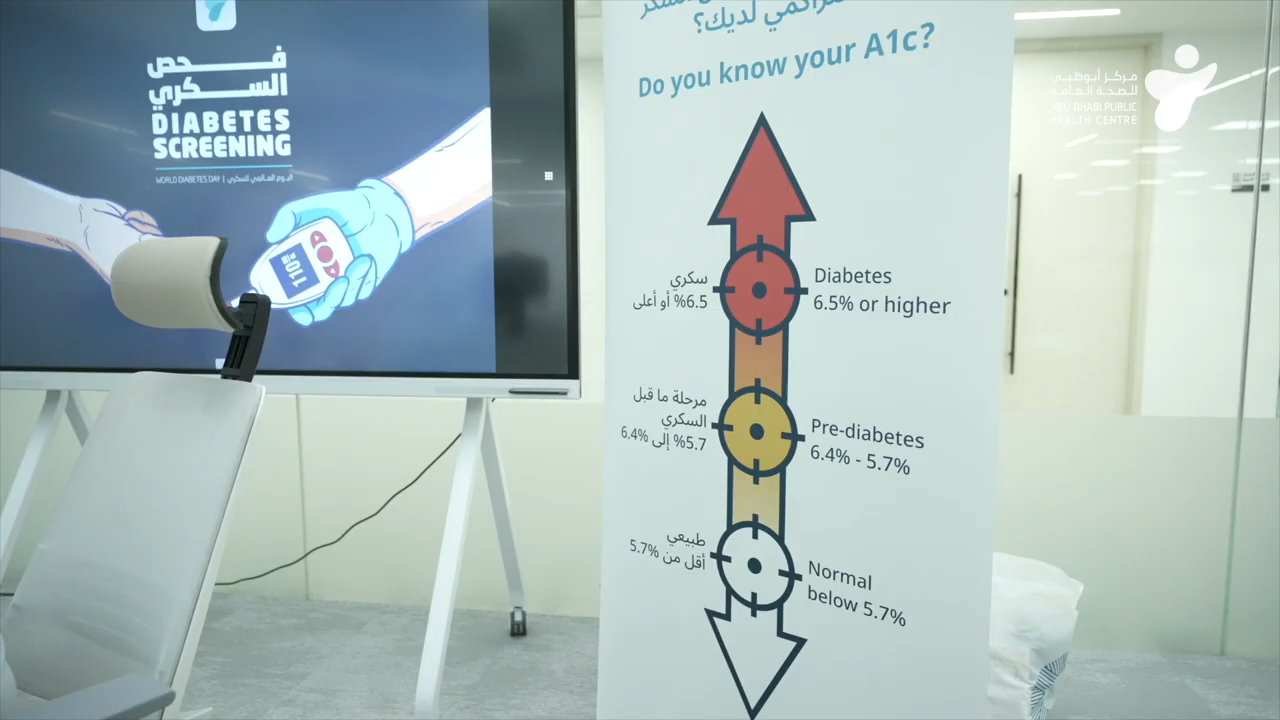 فحص
السكري
DIABETES
SCREENING
WORLD DIABETES DAY | اليوم العالمي للسكري
110
لديك؟
Do you know your A1c?
سكري
6.5% أو أعلى
Diabetes
6.5% or higher
مرحلة ما قبل
السكري
5.7% إلى 6.4%
Pre-diabetes
6.4% - 5.7%
طبيعي
أقل من 5.7%
Normal
below 5.7%
مركز أبوظبي
للصحة العامة
ABU DHABI PUBLIC
HEALTH CENTRE